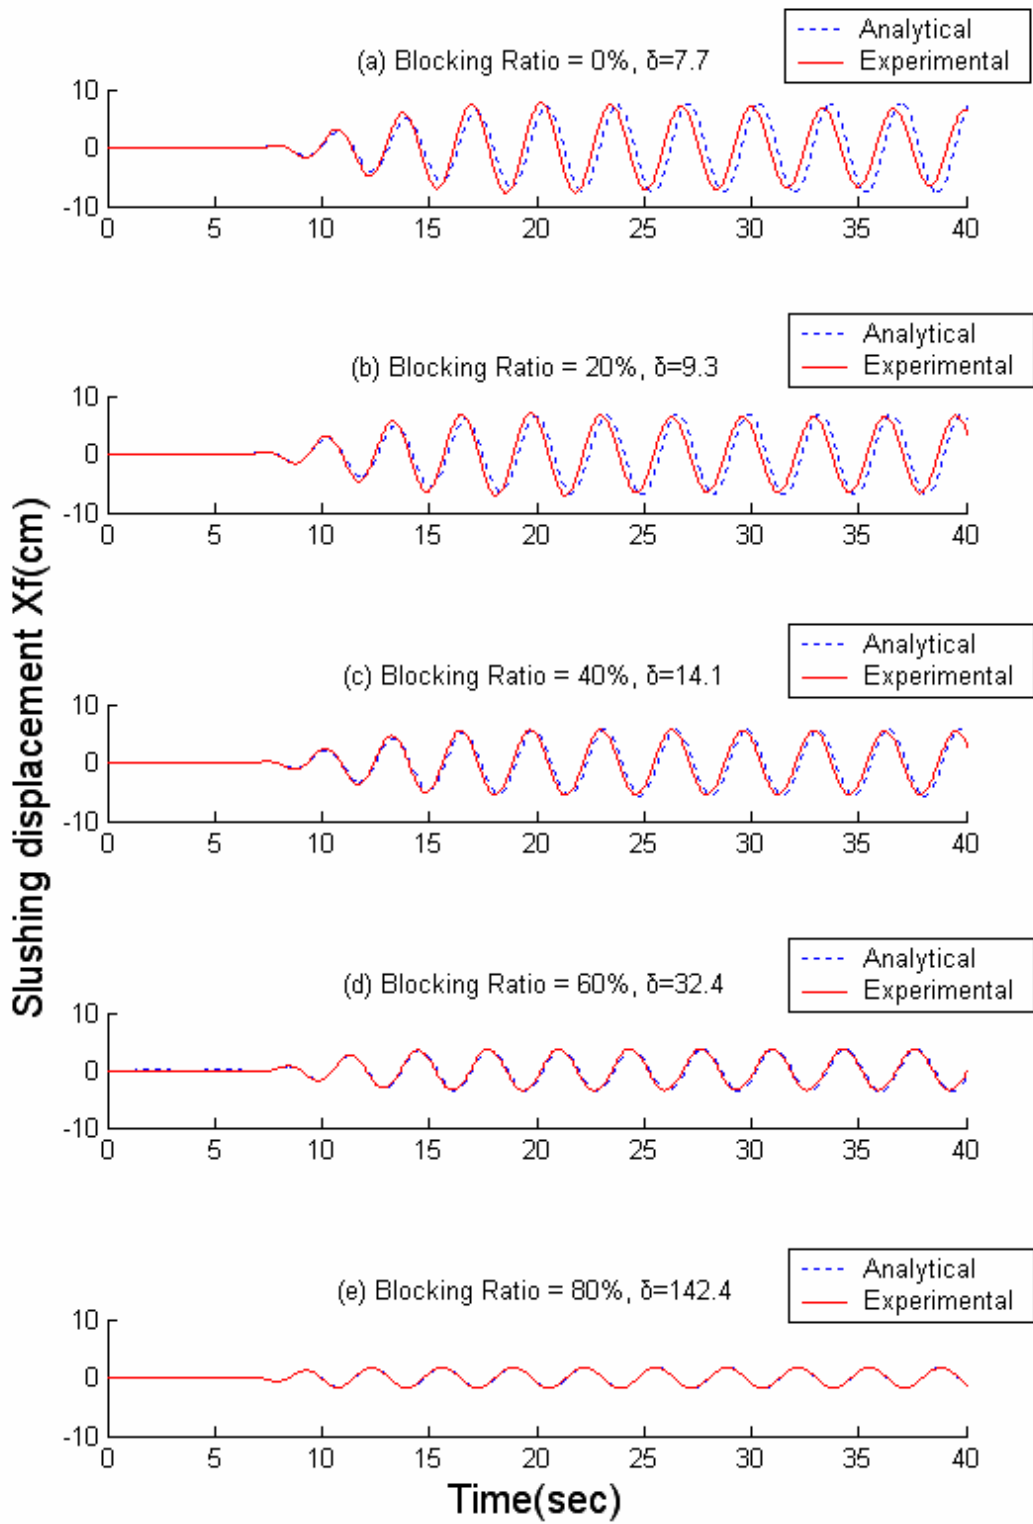 Analytical
Experimental
(a) Blocking Ratio = 0%, δ=7.7
10
0
-10
0 5 10 15 20 25 30 35 40
Analytical
Experimental
(b) Blocking Ratio = 20%, δ=9.3
10
0
-10
0 5 10 15 20 25 30 35 40
Analytical
Experimental
(c) Blocking Ratio = 40%, δ=14.1
10
0
-10
0 5 10 15 20 25 30 35 40
Analytical
Experimental
(d) Blocking Ratio = 60%, δ=32.4
10
0
-10
0 5 10 15 20 25 30 35 40
Analytical
Experimental
(e) Blocking Ratio = 80%, δ=142.4
10
0
-10
0 5 10 15 20 25 30 35 40
Slushing displacement Xf(cm)
Time(sec)